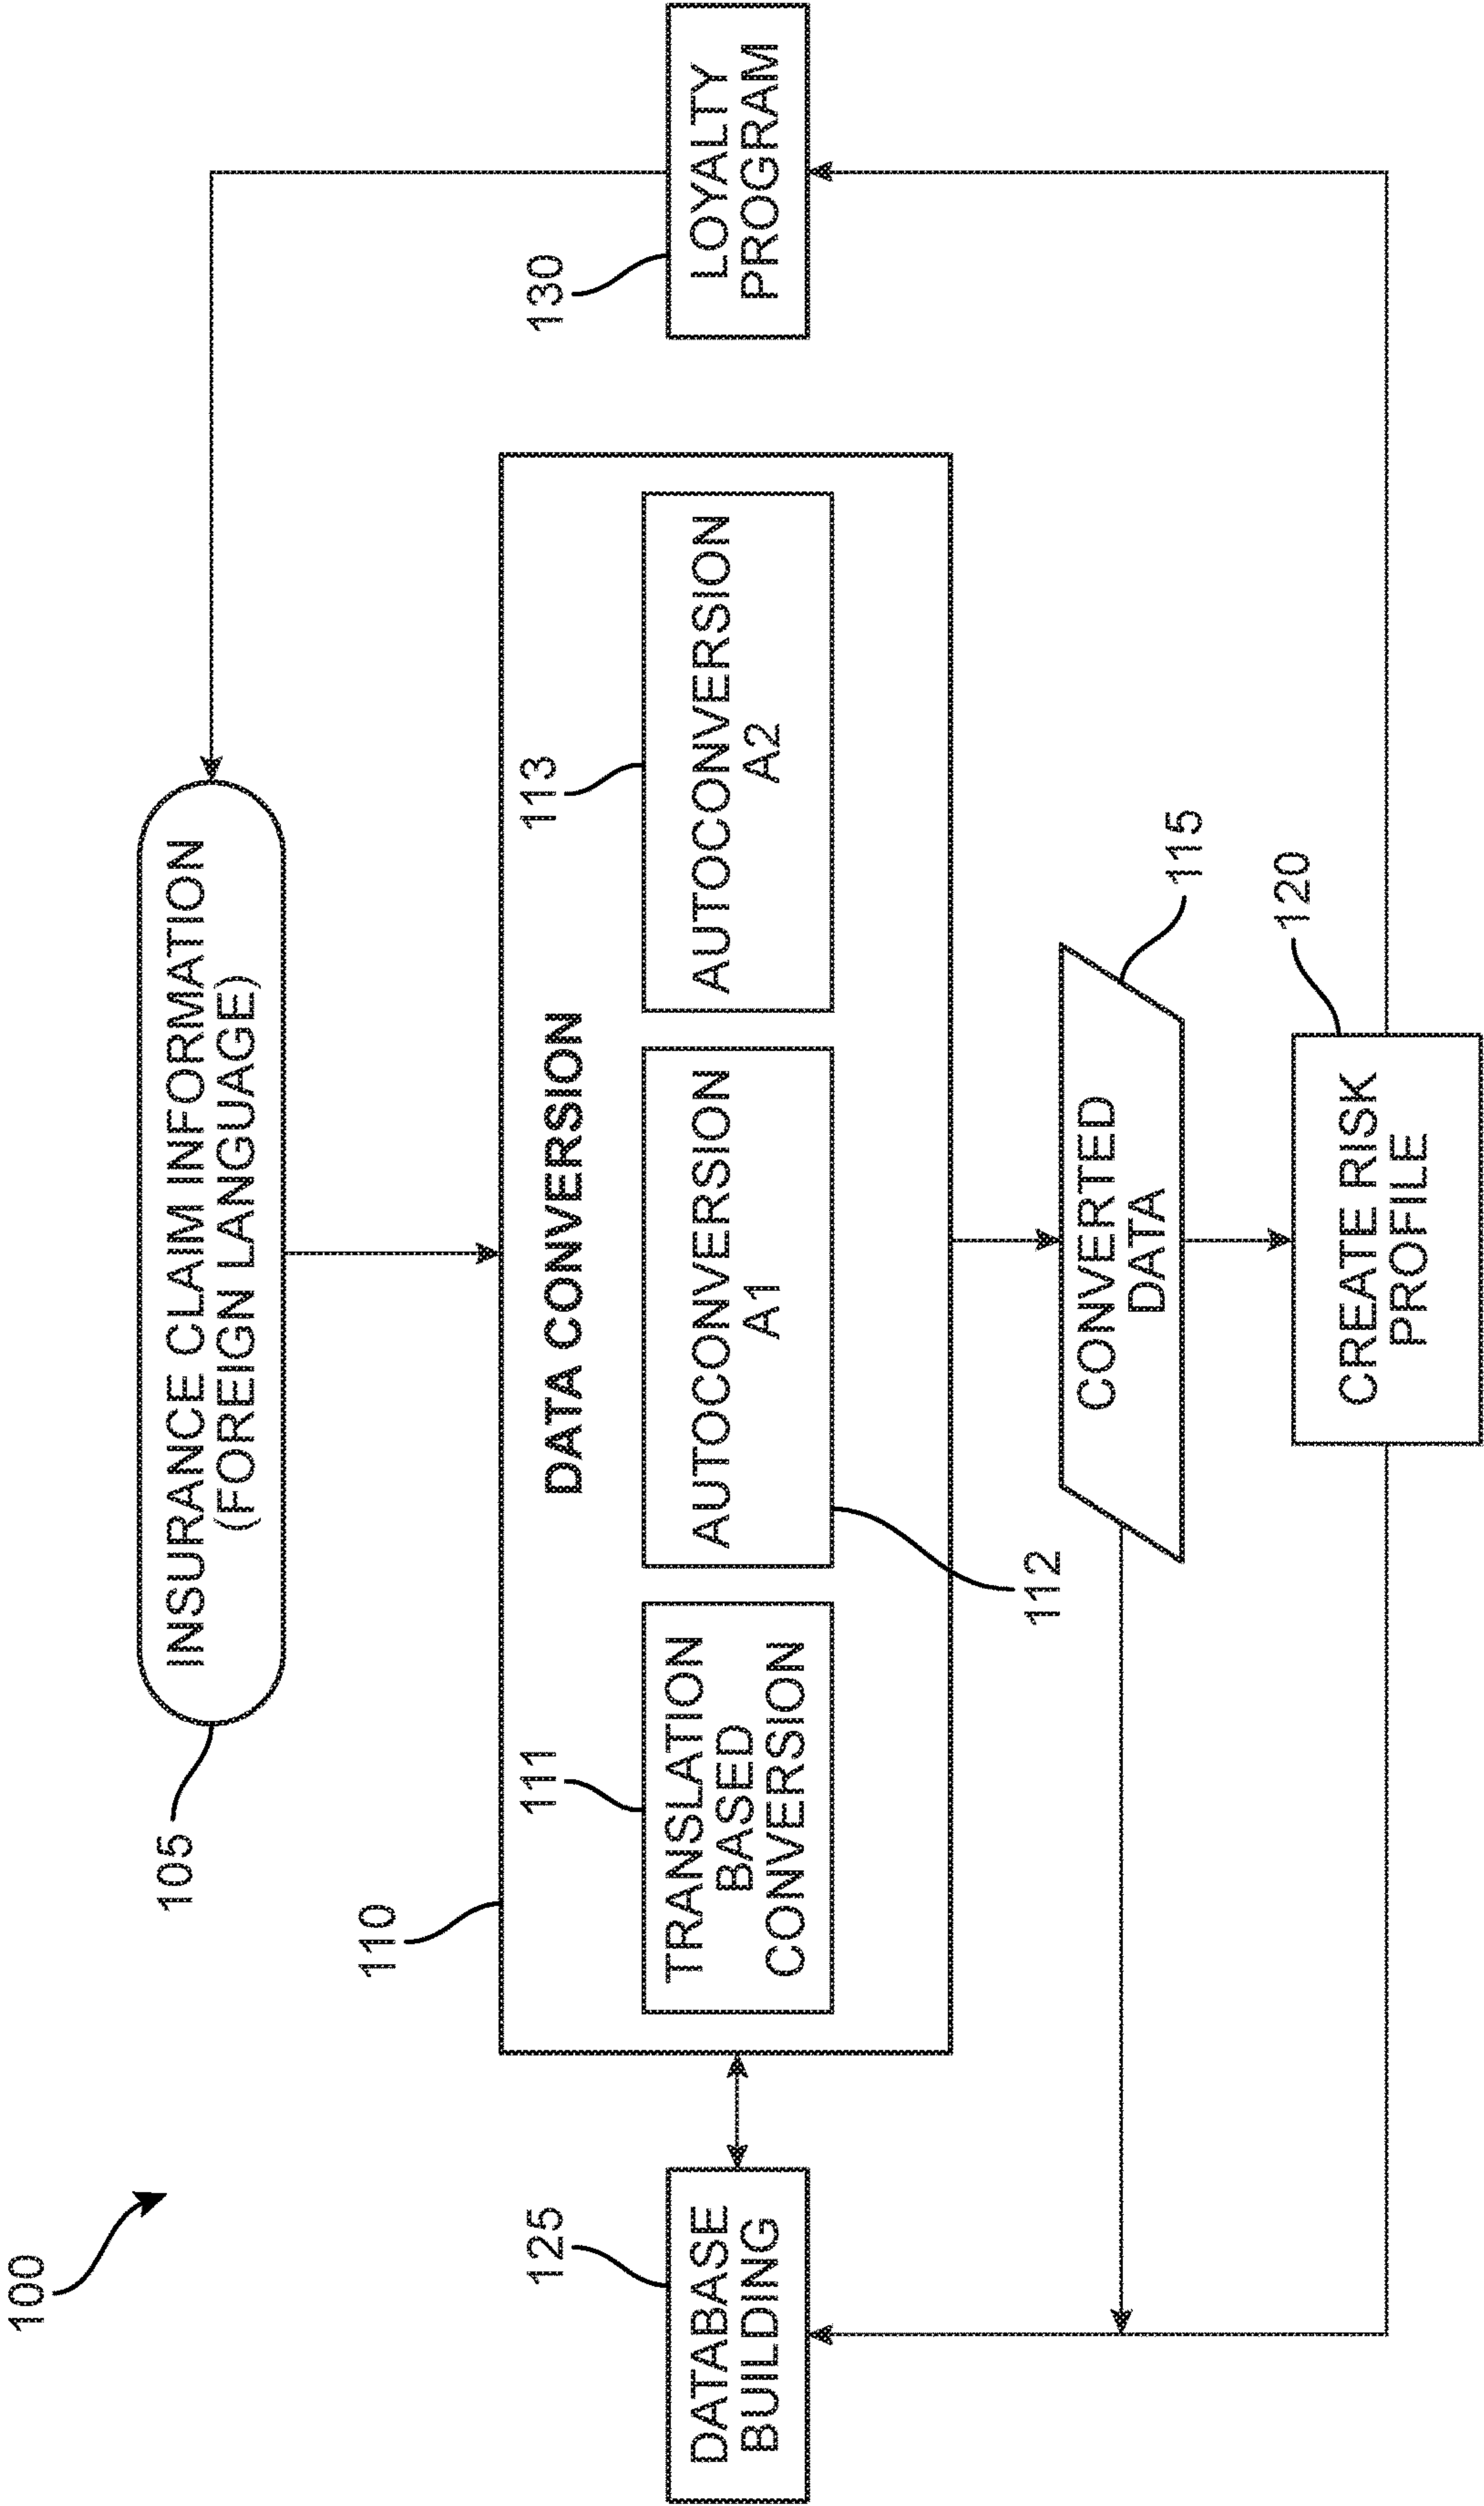 100
105
INSURANCE CLAIM INFORMATION
(FOREIGN LANGUAGE)
110
DATA CONVERSION
111
TRANSLATION
BASED
CONVERSION
112
AUTOCONVERSION
A1
113
AUTOCONVERSION
A2
125
DATABASE
BUILDING
130
LOYALTY
PROGRAM
CONVERTED
DATA
115
CREATE RISK
PROFILE
120